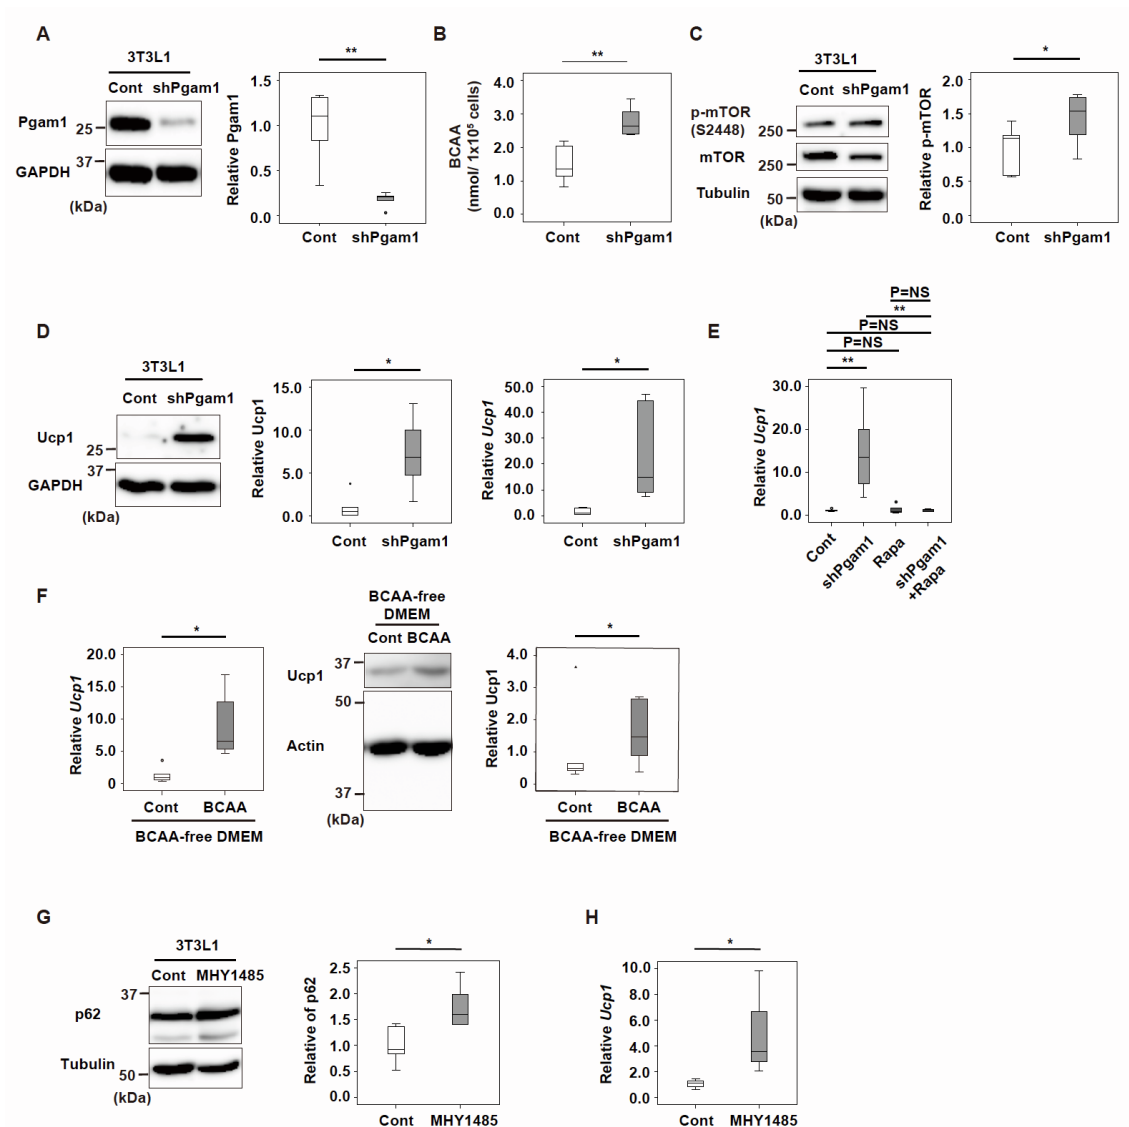 A
3T3L1
Cont shPgam1
Pgam1
25
37
GAPDH
(kDa)
**
Relative Pgam1
1.5
1.0
0.5
0.0
Cont shPgam1
B
**
BCAA
(nmol/ 1x10⁵ cells)
4.0
3.0
2.0
1.0
0.0
Cont shPgam1
C
3T3L1
Cont shPgam1
p-mTOR
(S2448)
250
mTOR
250
Tubulin
50
(kDa)
*
Relative p-mTOR
2.0
1.5
1.0
0.5
0.0
Cont shPgam1
D
3T3L1
Cont shPgam1
Ucp1
25
37
GAPDH
(kDa)
*
Relative Ucp1
15.0
10.0
5.0
0.0
Cont shPgam1
*
Relative Ucp1
50.0
40.0
30.0
20.0
10.0
0.0
Cont shPgam1
E
P=NS
**
P=NS
P=NS
**
Relative Ucp1
30.0
20.0
10.0
0.0
Cont
shPgam1
Rapa
shPgam1
+Rapa
F
*
Relative Ucp1
20.0
15.0
10.0
5.0
0
Cont BCAA
BCAA-free DMEM
BCAA-free
DMEM
Cont BCAA
37
Ucp1
50
Actin
37
(kDa)
*
Relative Ucp1
4.0
3.0
2.0
1.0
0
Cont BCAA
BCAA-free DMEM
G
3T3L1
Cont MHY1485
37
p62
Tubulin
50
(kDa)
*
Relative of p62
2.5
2.0
1.5
1.0
0.5
0.0
Cont MHY1485
H
*
Relative Ucp1
10.0
8.0
6.0
4.0
2.0
0.0
Cont MHY1485